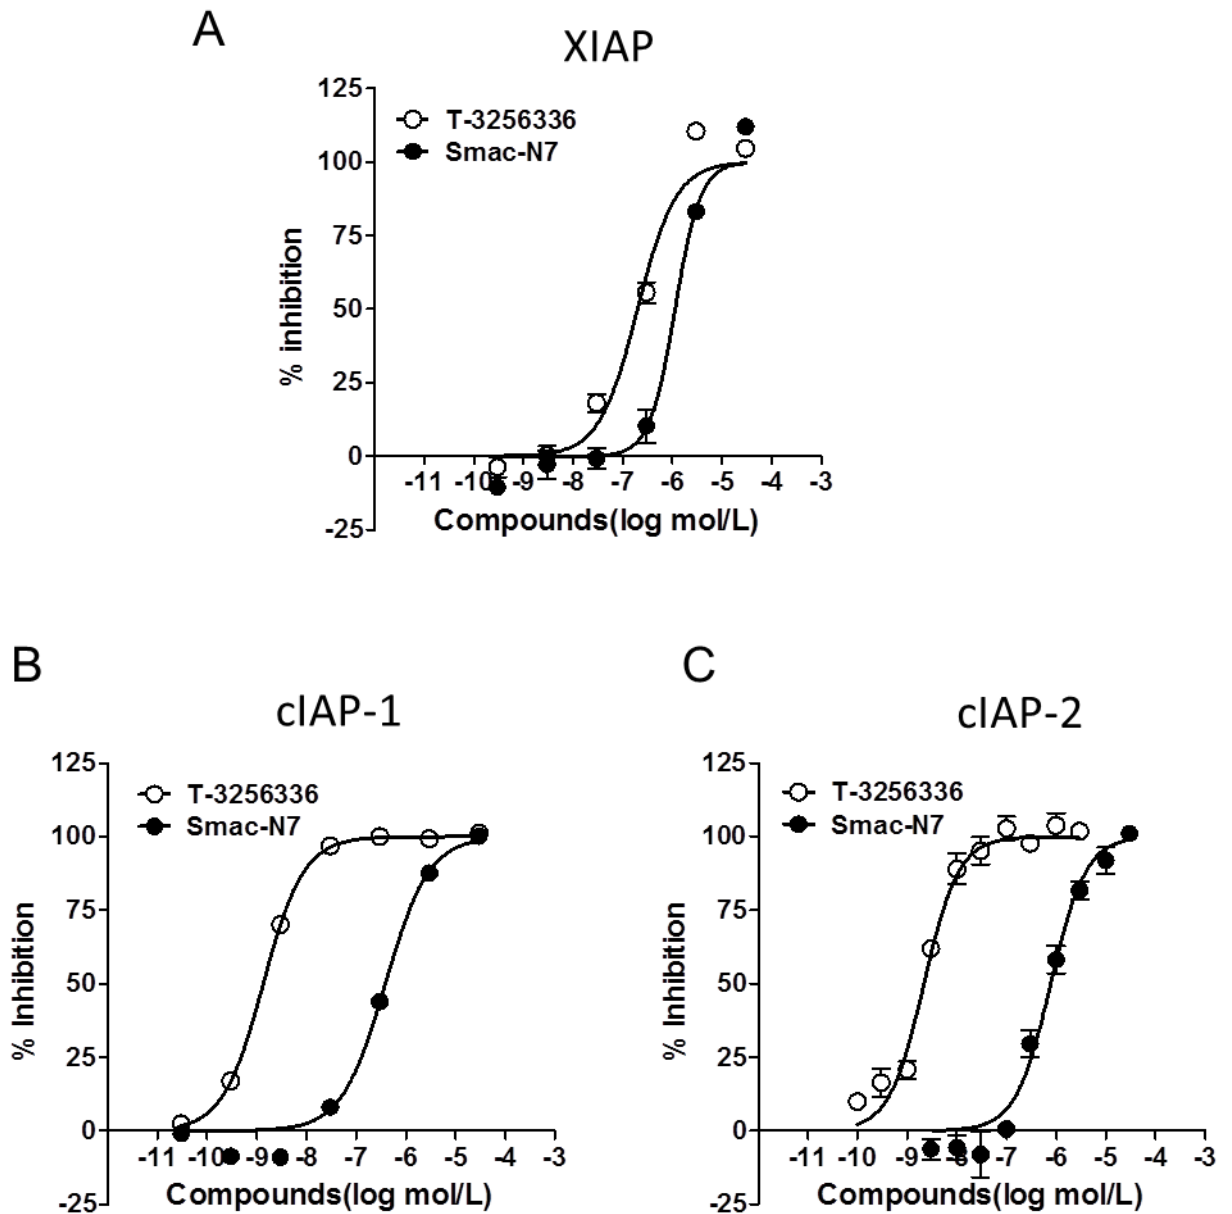 A
XIAP
125
T-3256336
Smac-N7
100
75
% inhibition
50
25
0
-11 -10 -9 -8 -7 -6 -5 -4 -3
-25
Compounds(log mol/L)
B
cIAP-1
125
T-3256336
Smac-N7
100
75
% Inhibition
50
25
0
-11 -10 -9 -8 -7 -6 -5 -4 -3
-25
Compounds(log mol/L)
C
cIAP-2
125
T-3256336
Smac-N7
100
75
% Inhibition
50
25
0
-11 -10 -9 -8 -7 -6 -5 -4 -3
-25
Compounds(log mol/L)